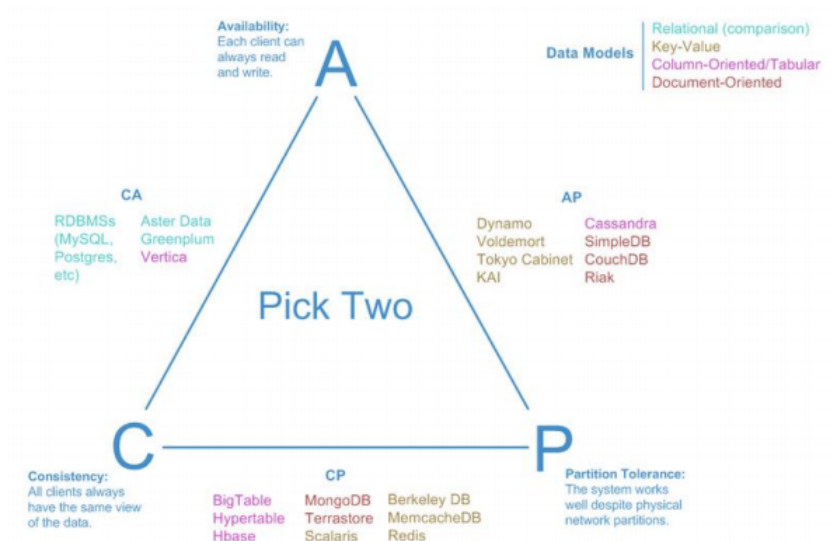 Availability:
Each client can
always read
and write.
A
Data Models
Relational (comparison)
Key-Value
Column-Oriented/Tabular
Document-Oriented
CA
RDBMSs
(MySQL,
Postgres,
etc)
Aster Data
Greenplum
Vertica
AP
Dynamo
Voldemort
Tokyo Cabinet
KAI
Cassandra
SimpleDB
CouchDB
Riak
Pick Two
C
P
Consistency:
All clients always
have the same view
of the data.
CP
BigTable
Hypertable
Hbase
MongoDB
Terrastore
Scalaris
Berkeley DB
MemcacheDB
Redis
Partition Tolerance:
The system works
well despite physical
network partitions.